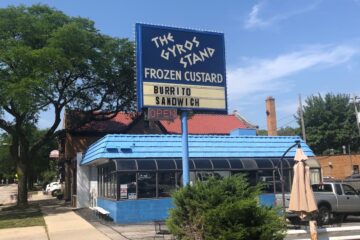 THE
GYROS
STAND
FROZEN CUSTARD
BURRITO
SANDWICH
OPEN